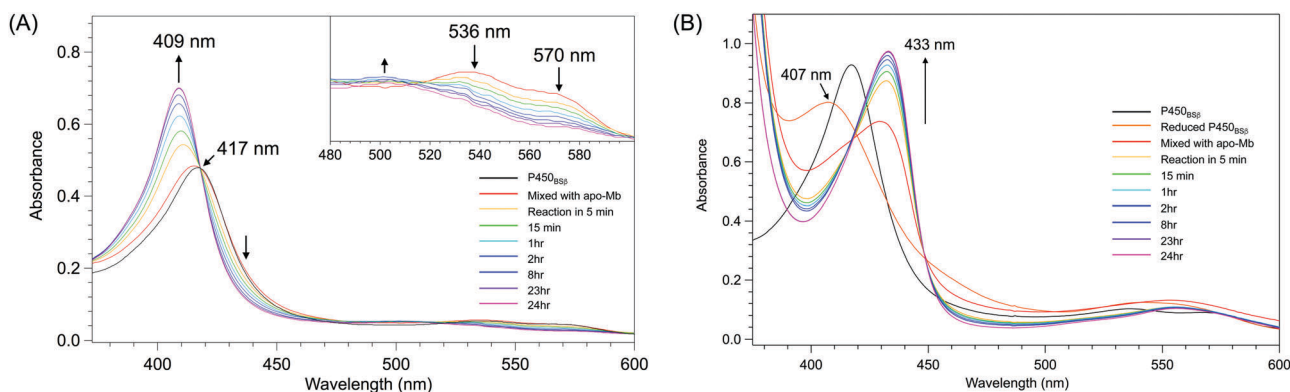 (A)
409 nm
536 nm
570 nm
417 nm
480 500 520 540 560 580
P450BSβ
Mixed with apo-Mb
Reaction in 5 min
15 min
1hr
2hr
8hr
23hr
24hr
0.8
0.6
0.4
0.2
0.0
Absorbance
400 450 500 550 600
Wavelength (nm)
(B)
433 nm
407 nm
P450BSβ
Reduced P450BSβ
Mixed with apo-Mb
Reaction in 5 min
15 min
1hr
2hr
8hr
23hr
24hr
1.0
0.8
0.6
0.4
0.2
0.0
Absorbance
400 450 500 550 600
Wavelength (nm)